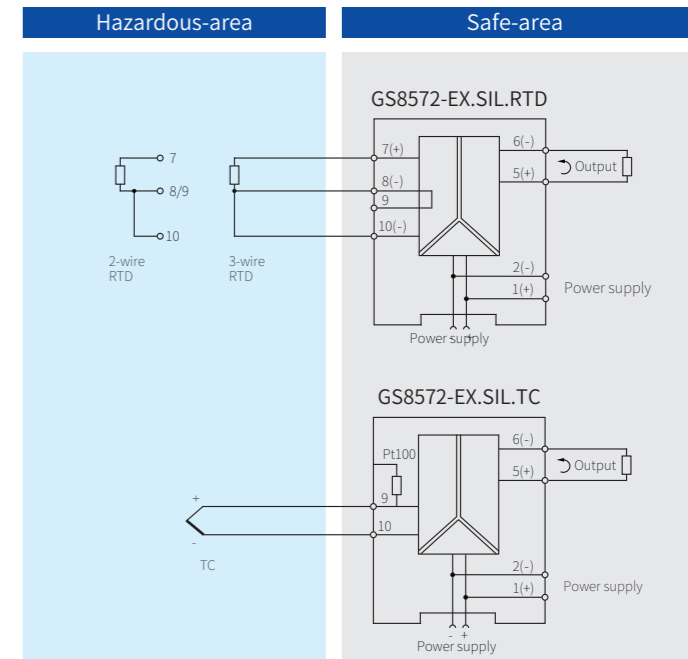 Hazardous-area
Safe-area
GS8572-EX.SIL.RTD
7(+)
8(-)
9
10(-)
6(-)
5(+)
Output
2(-)
1(+)
Power supply
- +
Power supply
7
8/9
10
2-wire
RTD
3-wire
RTD
GS8572-EX.SIL.TC
Pt100
9
10
6(-)
5(+)
Output
2(-)
1(+)
Power supply
- +
Power supply
+
-
TC